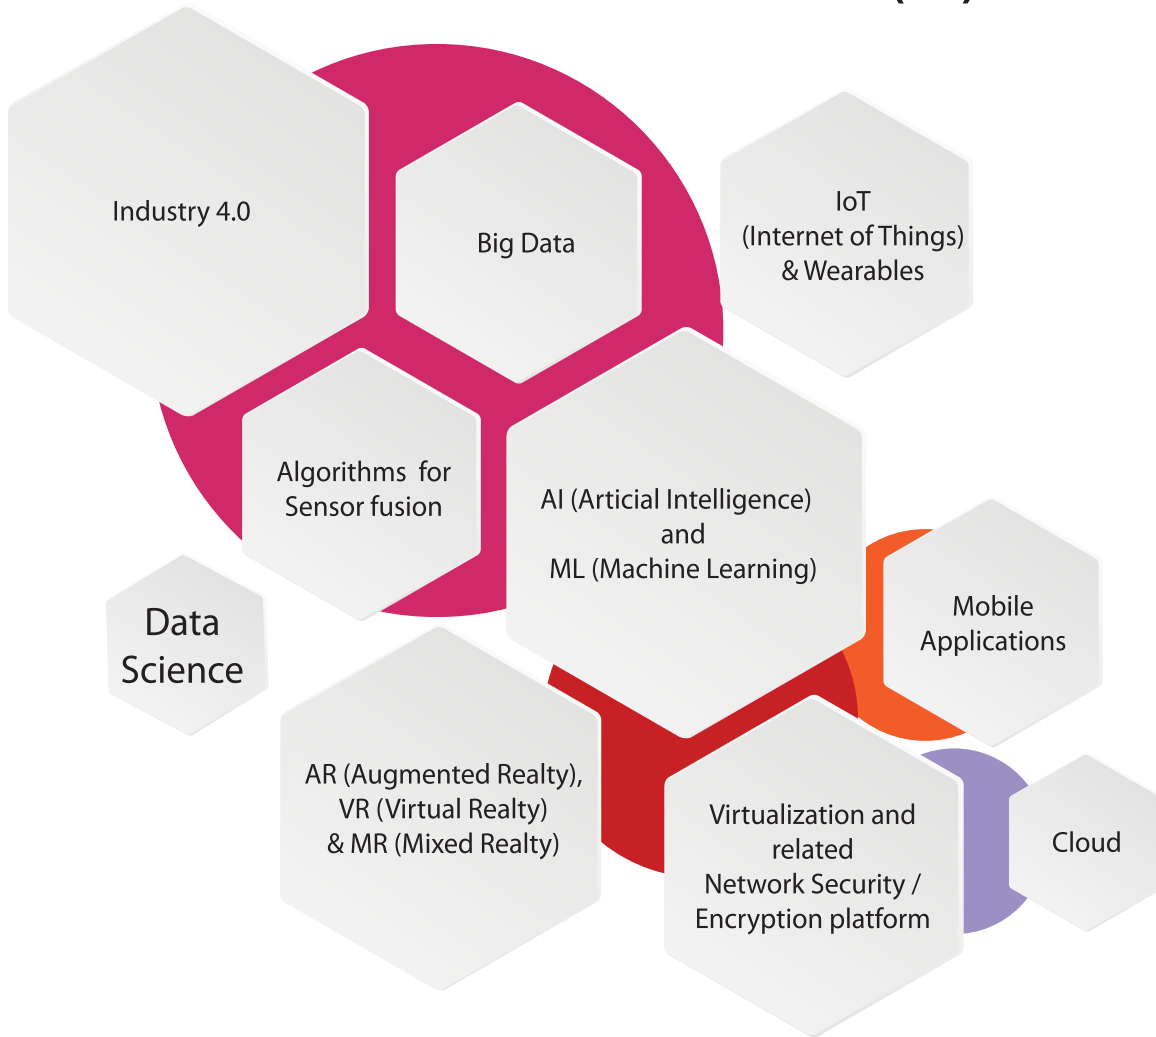 Industry 4.0
Big Data
IoT
(Internet of Things)
& Wearables
Algorithms for
Sensor fusion
AI (Articial Intelligence)
and
ML (Machine Learning)
Data
Science
Mobile
Applications
AR (Augmented Realty),
VR (Virtual Realty)
& MR (Mixed Realty)
Virtualization and
related
Network Security /
Encryption platform
Cloud